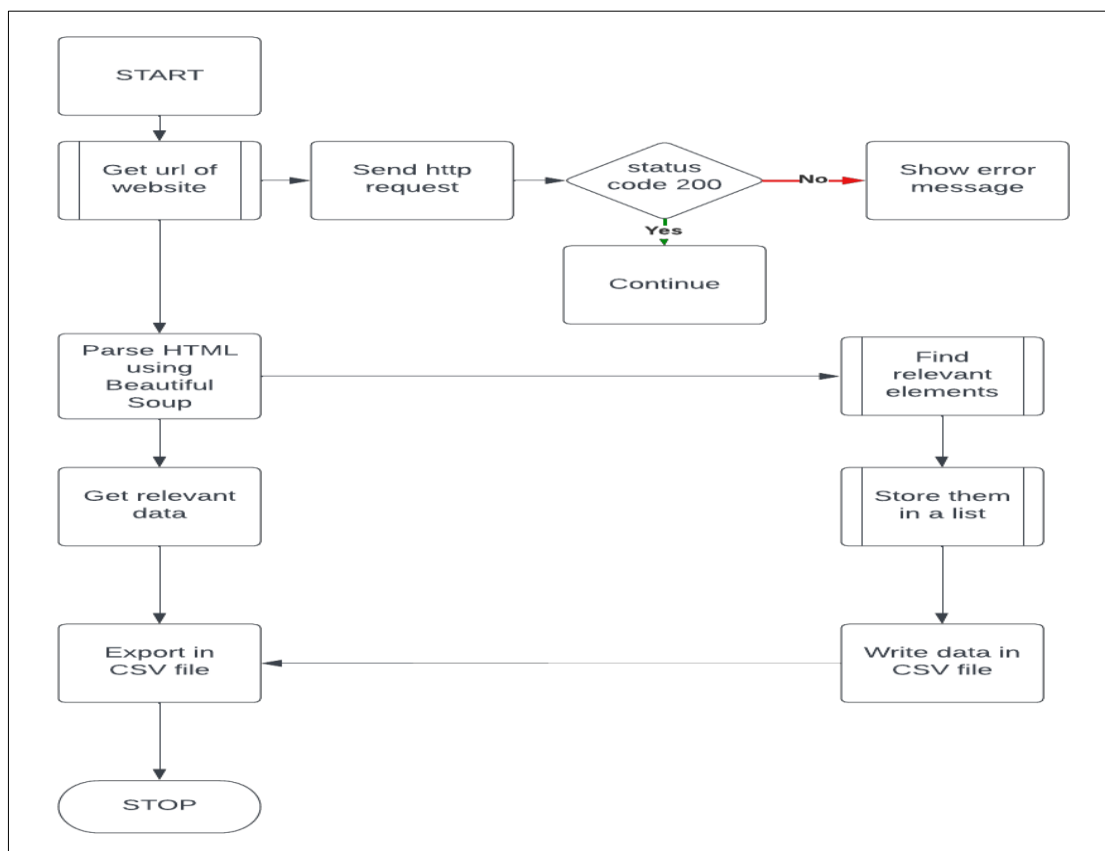 START
Get url of
website
Send http
request
status
code 200
No
Show error
message
Yes
Continue
Parse HTML
using
Beautiful
Soup
Find
relevant
elements
Get relevant
data
Store them
in a list
Export in
CSV file
Write data in
CSV file
STOP